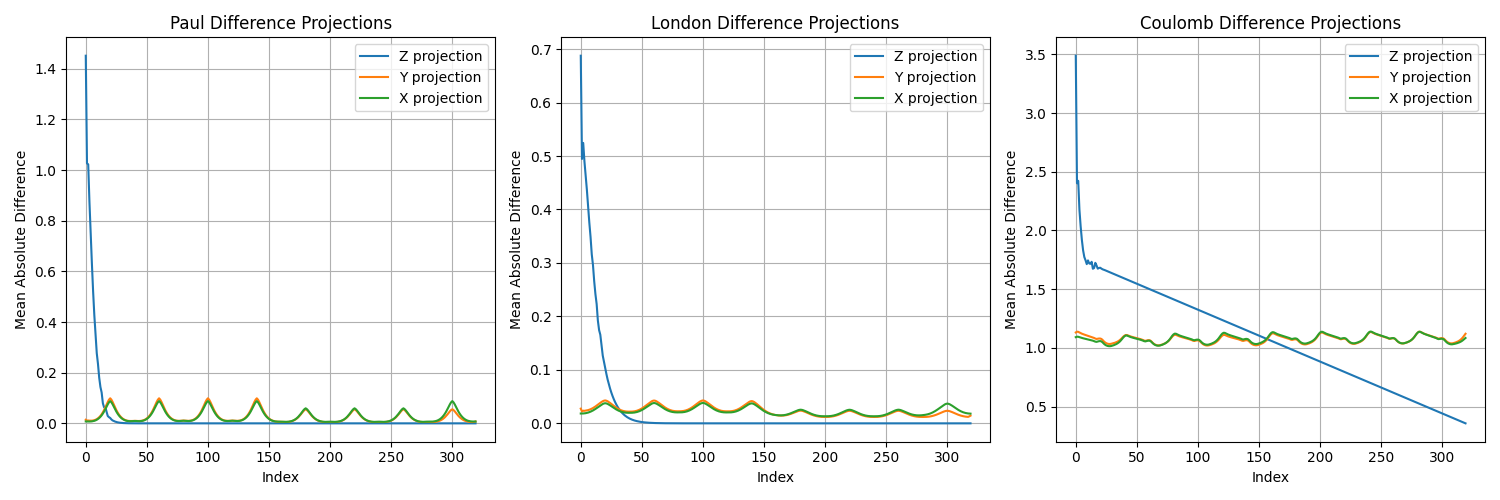 Paul Difference Projections
Mean Absolute Difference
1.4
1.2
1.0
0.8
0.6
0.4
0.2
0.0
Z projection
Y projection
X projection
0 50 100 150 200 250 300
Index
London Difference Projections
Mean Absolute Difference
0.7
0.6
0.5
0.4
0.3
0.2
0.1
0.0
Z projection
Y projection
X projection
0 50 100 150 200 250 300
Index
Coulomb Difference Projections
Mean Absolute Difference
3.5
3.0
2.5
2.0
1.5
1.0
0.5
Z projection
Y projection
X projection
0 50 100 150 200 250 300
Index